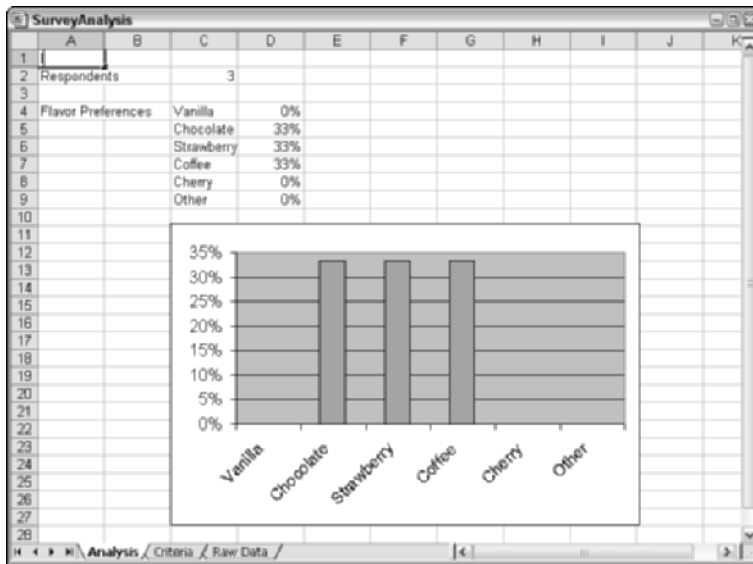 SurveyAnalysis
A B C D E F G H I J K
1
2 Respondents 3
3
4 Flavor Preferences Vanilla 0%
5 Chocolate 33%
6 Strawberry 33%
7 Coffee 33%
8 Cherry 0%
9 Other 0%
10
11
12
13
14
15
16
17
18
19
20
21
22
23
24
25
26
27
28
35%
30%
25%
20%
15%
10%
5%
0%
Vanilla Chocolate Strawberry Coffee Cherry Other
Analysis Criteria Raw Data